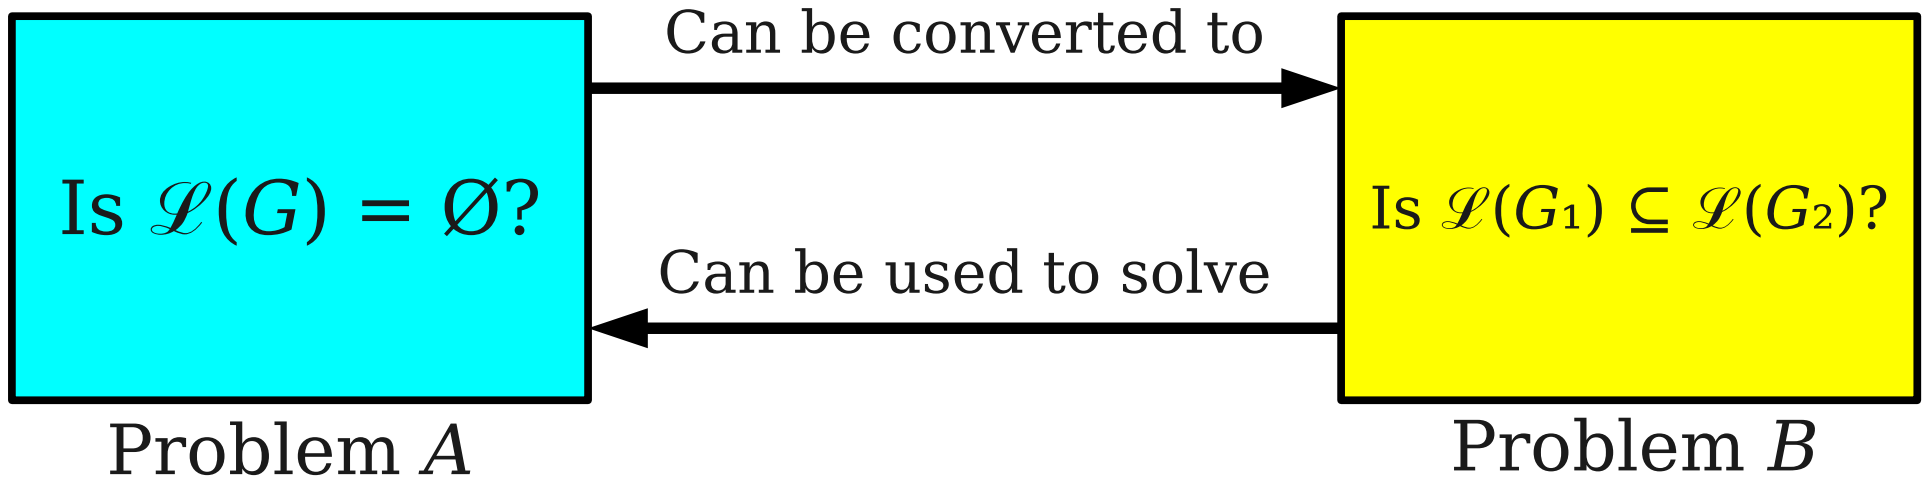 Can be converted to
Is ℒ(G) = Ø?
Is ℒ(G₁) ⊆ ℒ(G₂)?
Can be used to solve
Problem A
Problem B